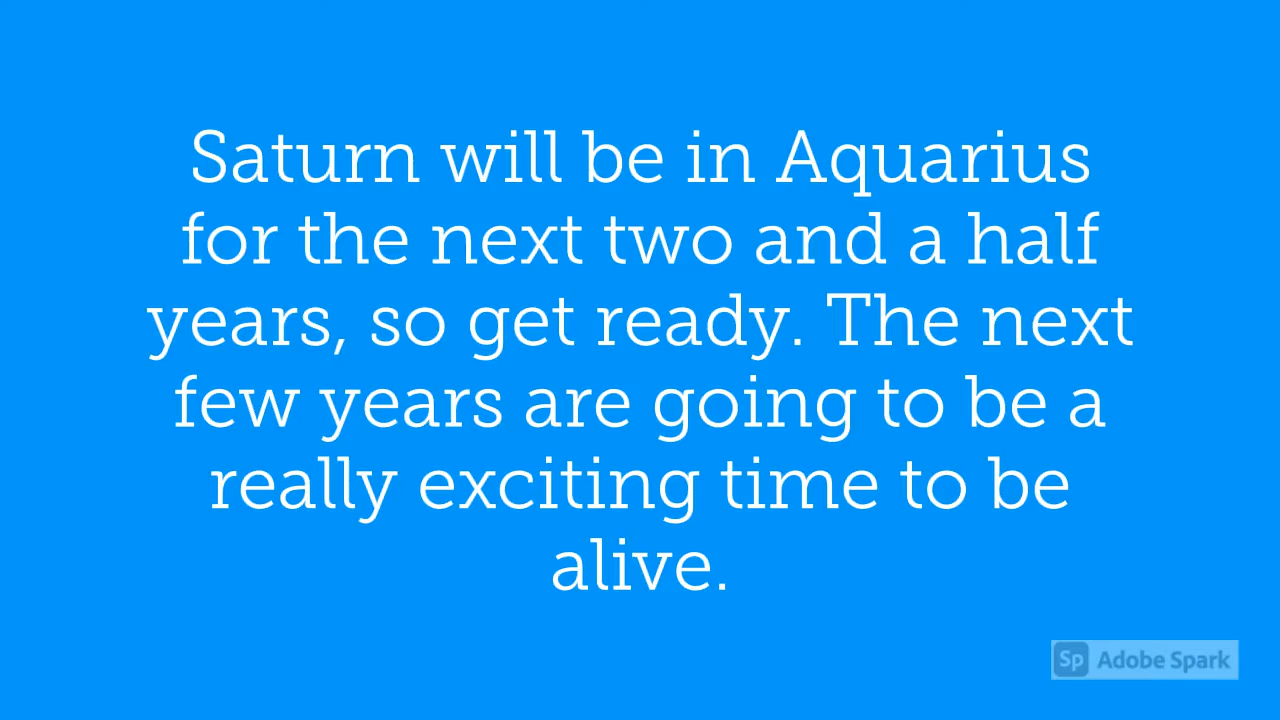 Saturn will be in Aquarius
for the next two and a half
years, so get ready. The next
few years are going to be a
really exciting time to be
alive.
Sp Adobe Spark